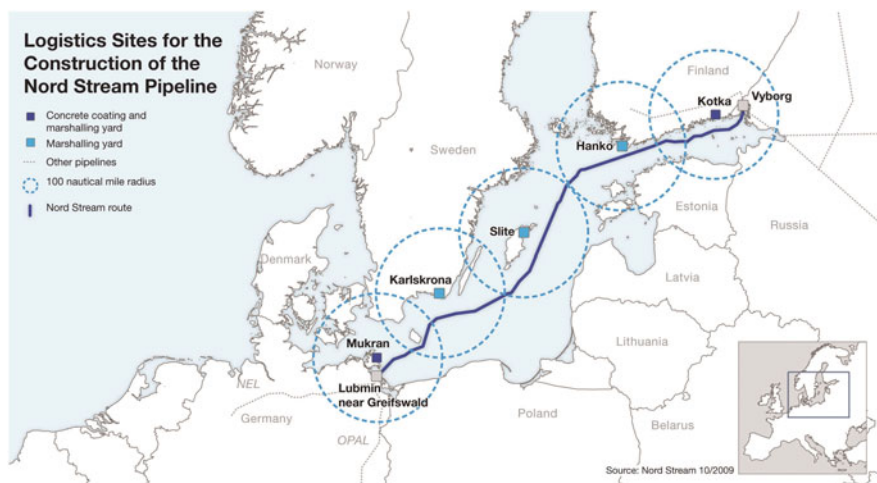 Logistics Sites for the
Construction of the
Nord Stream Pipeline
Concrete coating and
marshalling yard
Marshalling yard
Other pipelines
100 nautical mile radius
Nord Stream route
Norway
Finland
Kotka
Vyborg
Hanko
Sweden
Slite
Estonia
Russia
Denmark
Karlskrona
Latvia
Mukran
Lithuania
NEL
Lubmin
near Greifswald
Germany
Poland
Belarus
OPAL
Source: Nord Stream 10/2009